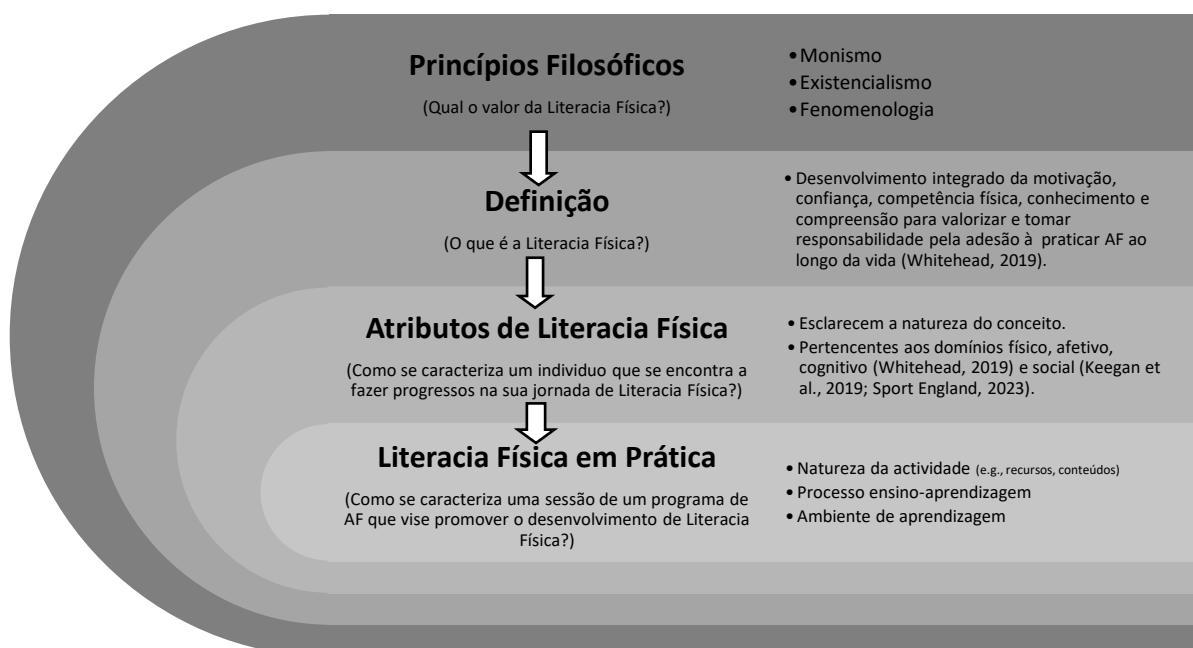 Princípios Filosóficos
(Qual o valor da Literacia Física?)
•Monismo
•Existencialismo
•Fenomenologia
Definição
(O que é a Literacia Física?)
• Desenvolvimento integrado da motivação,
confiança, competência física, conhecimento e
compreensão para valorizar e tomar
responsabilidade pela adesão à praticar AF ao
longo da vida (Whitehead, 2019).
Atributos de Literacia Física
(Como se caracteriza um individuo que se encontra a
fazer progressos na sua jornada de Literacia Física?)
• Esclarecem a natureza do conceito.
• Pertencentes aos domínios físico, afetivo,
cognitivo (Whitehead, 2019) e social (Keegan et
al., 2019; Sport England, 2023).
Literacia Física em Prática
(Como se caracteriza uma sessão de um programa de
AF que vise promover o desenvolvimento de Literacia
Física?)
• Natureza da actividade (e.g., recursos, conteúdos)
• Processo ensino-aprendizagem
• Ambiente de aprendizagem